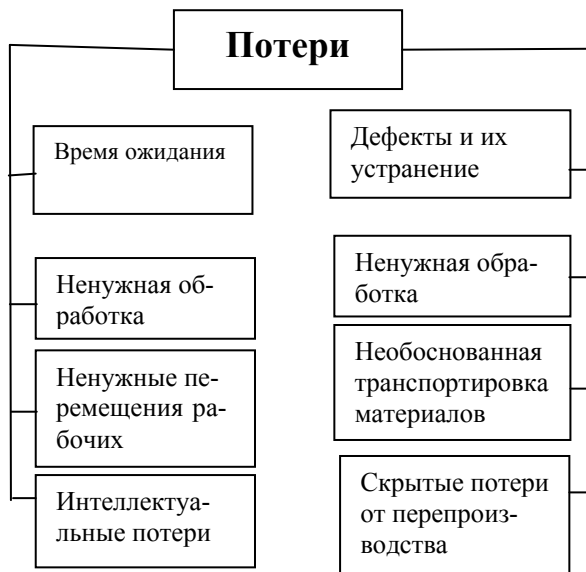 Потери
Время ожидания
Ненужная об-
работка
Ненужные пе-
ремещения ра-
бочих
Интеллектуа-
льные потери
Дефекты и их
устранение
Ненужная обра-
ботка
Необоснованная
транспортировка
материалов
Скрытые потери
от перепроиз-
водства